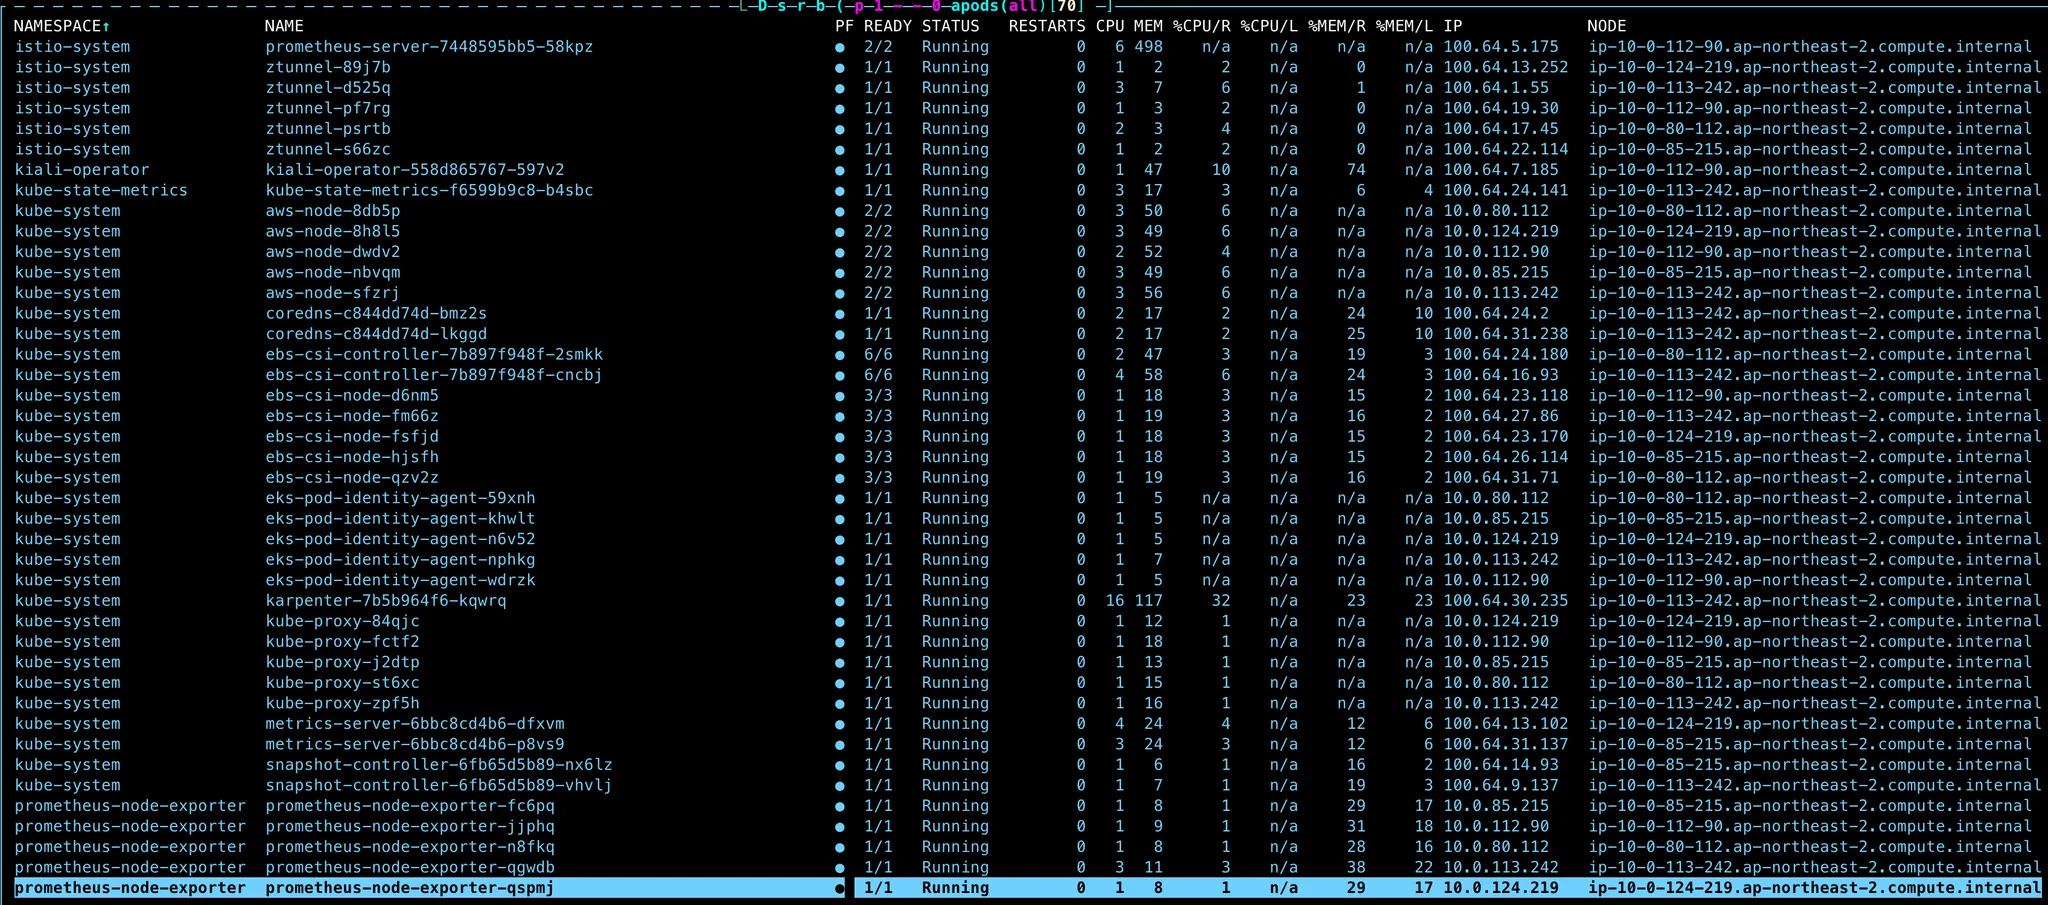 L D s r b ( p 1 - - 0 apods(all)[70]
NAMESPACE↑ NAME PF READY STATUS RESTARTS CPU MEM %CPU/R %CPU/L %MEM/R %MEM/L IP NODE
istio-system prometheus-server-7448595bb5-58kpz ● 2/2 Running 0 6 498 n/a n/a n/a n/a 100.64.5.175 ip-10-0-112-90.ap-northeast-2.compute.internal
istio-system ztunnel-89j7b ● 1/1 Running 0 1 2 2 n/a 0 n/a 100.64.13.252 ip-10-0-124-219.ap-northeast-2.compute.internal
istio-system ztunnel-d525q ● 1/1 Running 0 3 7 6 n/a 1 n/a 100.64.1.55 ip-10-0-113-242.ap-northeast-2.compute.internal
istio-system ztunnel-pf7rg ● 1/1 Running 0 1 3 2 n/a 0 n/a 100.64.19.30 ip-10-0-112-90.ap-northeast-2.compute.internal
istio-system ztunnel-psrtb ● 1/1 Running 0 2 3 4 n/a 0 n/a 100.64.17.45 ip-10-0-80-112.ap-northeast-2.compute.internal
istio-system ztunnel-s66zc ● 1/1 Running 0 1 2 2 n/a 0 n/a 100.64.22.114 ip-10-0-85-215.ap-northeast-2.compute.internal
kiali-operator kiali-operator-558d865767-597v2 ● 1/1 Running 0 1 47 10 n/a 74 n/a 100.64.7.185 ip-10-0-112-90.ap-northeast-2.compute.internal
kube-state-metrics kube-state-metrics-f6599b9c8-b4sbc ● 1/1 Running 0 3 17 3 n/a 6 4 100.64.24.141 ip-10-0-113-242.ap-northeast-2.compute.internal
kube-system aws-node-8db5p ● 2/2 Running 0 3 50 6 n/a n/a n/a 10.0.80.112 ip-10-0-80-112.ap-northeast-2.compute.internal
kube-system aws-node-8h8l5 ● 2/2 Running 0 3 49 6 n/a n/a n/a 10.0.124.219 ip-10-0-124-219.ap-northeast-2.compute.internal
kube-system aws-node-dwdv2 ● 2/2 Running 0 2 52 4 n/a n/a n/a 10.0.112.90 ip-10-0-112-90.ap-northeast-2.compute.internal
kube-system aws-node-nbvqm ● 2/2 Running 0 3 49 6 n/a n/a n/a 10.0.85.215 ip-10-0-85-215.ap-northeast-2.compute.internal
kube-system aws-node-sfzrj ● 2/2 Running 0 3 56 6 n/a n/a n/a 10.0.113.242 ip-10-0-113-242.ap-northeast-2.compute.internal
kube-system coredns-c844dd74d-bmz2s ● 1/1 Running 0 2 17 2 n/a 24 10 100.64.24.2 ip-10-0-113-242.ap-northeast-2.compute.internal
kube-system coredns-c844dd74d-lkggd ● 1/1 Running 0 2 17 2 n/a 25 10 100.64.31.238 ip-10-0-113-242.ap-northeast-2.compute.internal
kube-system ebs-csi-controller-7b897f948f-2smkk ● 6/6 Running 0 2 47 3 n/a 19 3 100.64.24.180 ip-10-0-80-112.ap-northeast-2.compute.internal
kube-system ebs-csi-controller-7b897f948f-cncbj ● 6/6 Running 0 4 58 6 n/a 24 3 100.64.16.93 ip-10-0-113-242.ap-northeast-2.compute.internal
kube-system ebs-csi-node-d6nm5 ● 3/3 Running 0 1 18 3 n/a 15 2 100.64.23.118 ip-10-0-112-90.ap-northeast-2.compute.internal
kube-system ebs-csi-node-fm66z ● 3/3 Running 0 1 19 3 n/a 16 2 100.64.27.86 ip-10-0-113-242.ap-northeast-2.compute.internal
kube-system ebs-csi-node-fsfjd ● 3/3 Running 0 1 18 3 n/a 15 2 100.64.23.170 ip-10-0-124-219.ap-northeast-2.compute.internal
kube-system ebs-csi-node-hjsfh ● 3/3 Running 0 1 18 3 n/a 15 2 100.64.26.114 ip-10-0-85-215.ap-northeast-2.compute.internal
kube-system ebs-csi-node-qzv2z ● 3/3 Running 0 1 19 3 n/a 16 2 100.64.31.71 ip-10-0-80-112.ap-northeast-2.compute.internal
kube-system eks-pod-identity-agent-59xnh ● 1/1 Running 0 1 5 n/a n/a n/a n/a 10.0.80.112 ip-10-0-80-112.ap-northeast-2.compute.internal
kube-system eks-pod-identity-agent-khwlt ● 1/1 Running 0 1 5 n/a n/a n/a n/a 10.0.85.215 ip-10-0-85-215.ap-northeast-2.compute.internal
kube-system eks-pod-identity-agent-n6v52 ● 1/1 Running 0 1 5 n/a n/a n/a n/a 10.0.124.219 ip-10-0-124-219.ap-northeast-2.compute.internal
kube-system eks-pod-identity-agent-nphkg ● 1/1 Running 0 1 7 n/a n/a n/a n/a 10.0.113.242 ip-10-0-113-242.ap-northeast-2.compute.internal
kube-system eks-pod-identity-agent-wdrzk ● 1/1 Running 0 1 5 n/a n/a n/a n/a 10.0.112.90 ip-10-0-112-90.ap-northeast-2.compute.internal
kube-system karpenter-7b5b964f6-kqwrq ● 1/1 Running 0 16 117 32 n/a 23 23 100.64.30.235 ip-10-0-113-242.ap-northeast-2.compute.internal
kube-system kube-proxy-84qjc ● 1/1 Running 0 1 12 1 n/a n/a n/a 10.0.124.219 ip-10-0-124-219.ap-northeast-2.compute.internal
kube-system kube-proxy-fctf2 ● 1/1 Running 0 1 18 1 n/a n/a n/a 10.0.112.90 ip-10-0-112-90.ap-northeast-2.compute.internal
kube-system kube-proxy-j2dtp ● 1/1 Running 0 1 13 1 n/a n/a n/a 10.0.85.215 ip-10-0-85-215.ap-northeast-2.compute.internal
kube-system kube-proxy-st6xc ● 1/1 Running 0 1 15 1 n/a n/a n/a 10.0.80.112 ip-10-0-80-112.ap-northeast-2.compute.internal
kube-system kube-proxy-zpf5h ● 1/1 Running 0 1 16 1 n/a n/a n/a 10.0.113.242 ip-10-0-113-242.ap-northeast-2.compute.internal
kube-system metrics-server-6bbc8cd4b6-dfxvm ● 1/1 Running 0 4 24 4 n/a 12 6 100.64.13.102 ip-10-0-124-219.ap-northeast-2.compute.internal
kube-system metrics-server-6bbc8cd4b6-p8vs9 ● 1/1 Running 0 3 24 3 n/a 12 6 100.64.31.137 ip-10-0-85-215.ap-northeast-2.compute.internal
kube-system snapshot-controller-6fb65d5b89-nx6lz ● 1/1 Running 0 1 6 1 n/a 16 2 100.64.14.93 ip-10-0-85-215.ap-northeast-2.compute.internal
kube-system snapshot-controller-6fb65d5b89-vhvlj ● 1/1 Running 0 1 7 1 n/a 19 3 100.64.9.137 ip-10-0-113-242.ap-northeast-2.compute.internal
prometheus-node-exporter prometheus-node-exporter-fc6pq ● 1/1 Running 0 1 8 1 n/a 29 17 10.0.85.215 ip-10-0-85-215.ap-northeast-2.compute.internal
prometheus-node-exporter prometheus-node-exporter-jjphq ● 1/1 Running 0 1 9 1 n/a 31 18 10.0.112.90 ip-10-0-112-90.ap-northeast-2.compute.internal
prometheus-node-exporter prometheus-node-exporter-n8fkq ● 1/1 Running 0 1 8 1 n/a 28 16 10.0.80.112 ip-10-0-80-112.ap-northeast-2.compute.internal
prometheus-node-exporter prometheus-node-exporter-qgwdb ● 1/1 Running 0 3 11 3 n/a 38 22 10.0.113.242 ip-10-0-113-242.ap-northeast-2.compute.internal
prometheus-node-exporter prometheus-node-exporter-qspmj ● 1/1 Running 0 1 8 1 n/a 29 17 10.0.124.219 ip-10-0-124-219.ap-northeast-2.compute.internal